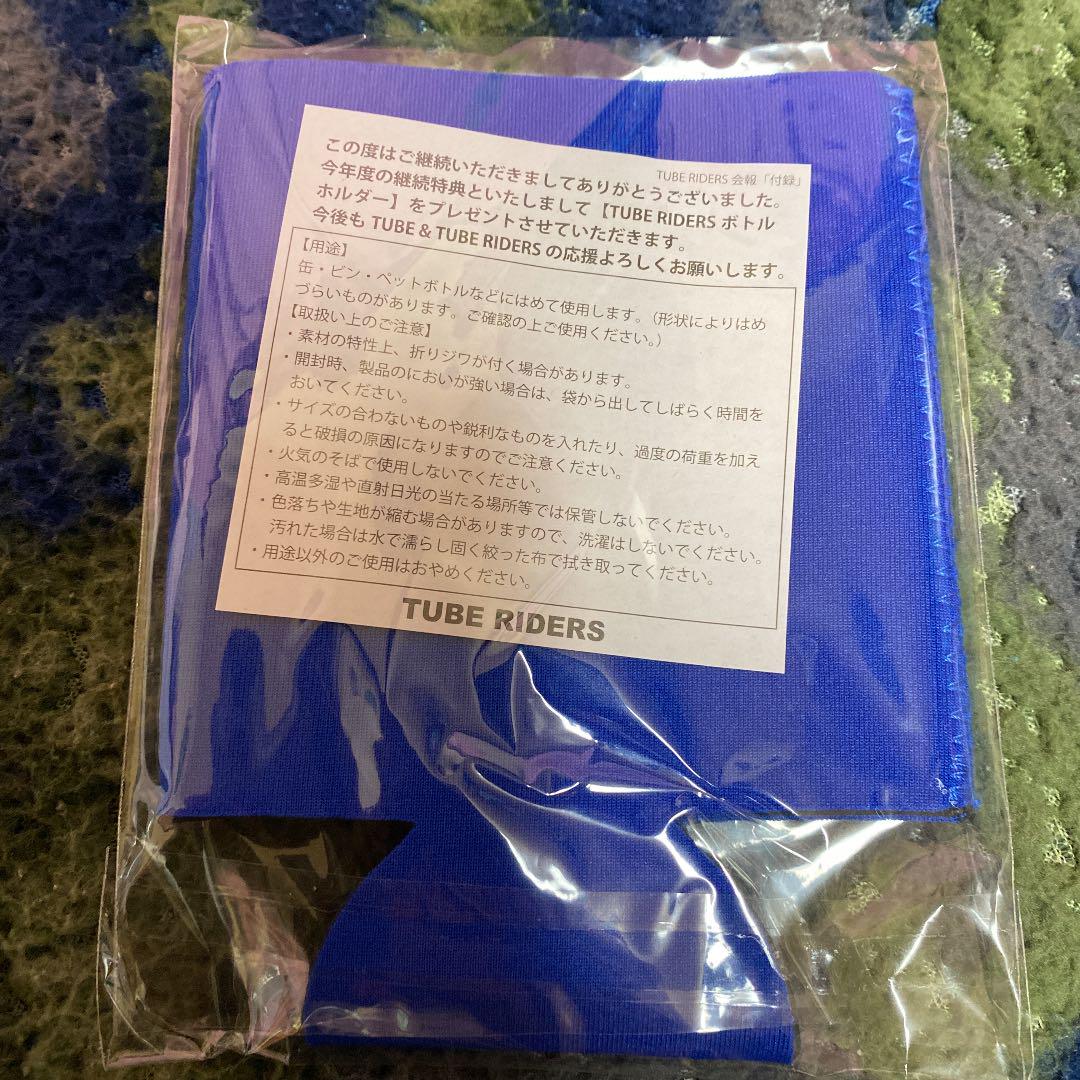 TUBE RIDERS 会報「付録」
この度はご継続いただきましてありがとうございました。
今年度の継続特典といたしまして【TUBE RIDERS ボトル
ホルダー】をプレゼントさせていただきます。
今後も TUBE & TUBE RIDERS の応援よろしくお願いします。
【用途】
缶・ビン・ペットボトルなどにはめて使用します。（形状によりはめ
づらいものがあります。ご確認の上ご使用ください。）
【取扱い上のご注意】
・素材の特性上、折りジワが付く場合があります。
・開封時、製品のにおいが強い場合は、袋から出してしばらく時間を
おいてください。
・サイズの合わないものや鋭利なものを入れたり、過度の荷重を加え
ると破損の原因になりますのでご注意ください。
・火気のそばで使用しないでください。
・高温多湿や直射日光の当たる場所等では保管しないでください。
・色落ちや生地が縮む場合がありますので、洗濯はしないでください。
汚れた場合は水で濡らし固く絞った布で拭き取ってください。
・用途以外のご使用はおやめください。
TUBE RIDERS